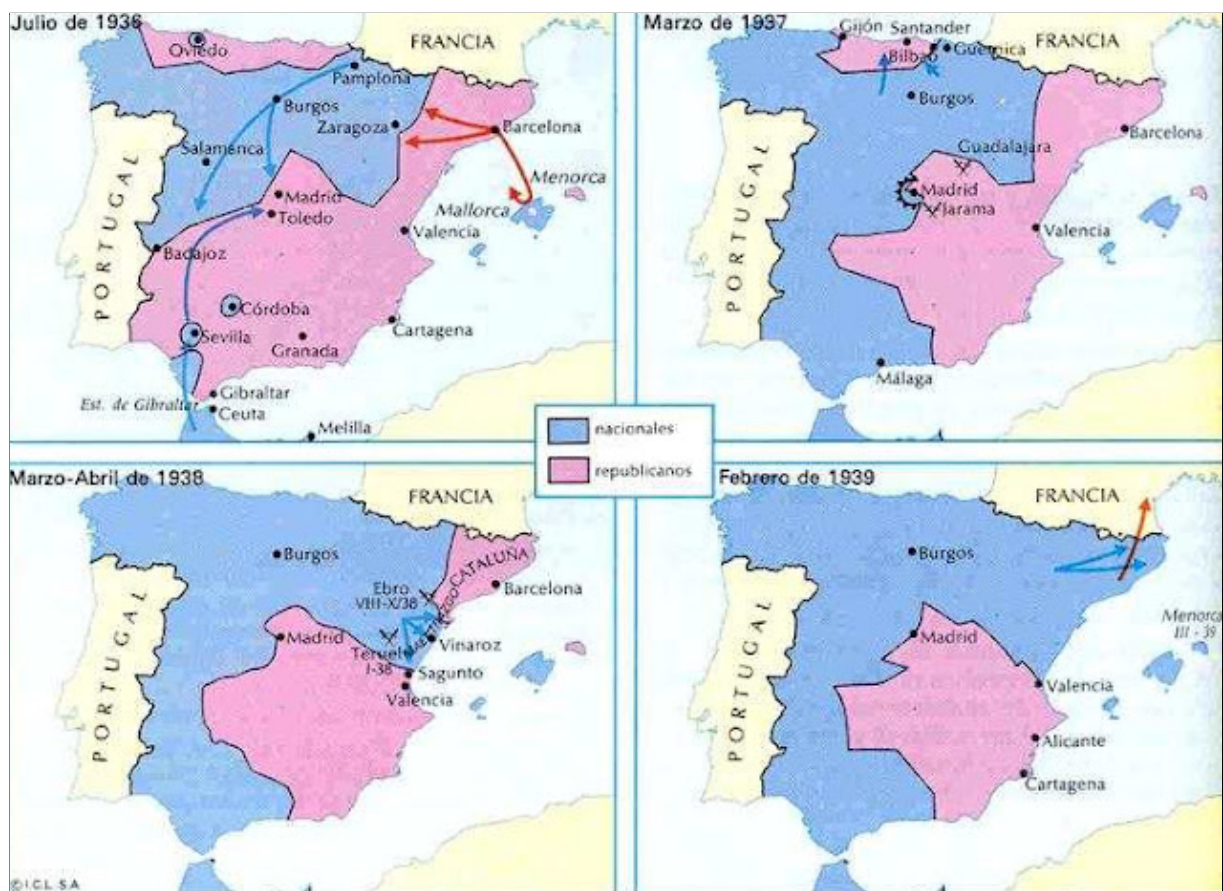 Julio de 1936
FRANCIA
Oviedo
Pamplona
Burgos
Zaragoza
Barcelona
Salamanca
Menorca
Madrid
Mallorca
Toledo
Valencia
PORTUGAL
Badajoz
Córdoba
Sevilla
Cartagena
Granada
Gibraltar
Est. de Gibraltar
Ceuta
Melilla
Marzo de 1937
Gijón
Santander
FRANCIA
Bilbao
Guernica
Burgos
Barcelona
Guadalajara
Madrid
Jarama
Valencia
PORTUGAL
Málaga
nacionales
republicanos
Marzo-Abril de 1938
FRANCIA
Burgos
CATALUÑA
Ebro
VIII-X/38
Barcelona
Madrid
Teruel
I-38
Vinaroz
Sagunto
Valencia
PORTUGAL
©I.C.L. S.A.
Febrero de 1939
FRANCIA
Burgos
Menorca
III - 39
Madrid
Valencia
PORTUGAL
Alicante
Cartagena